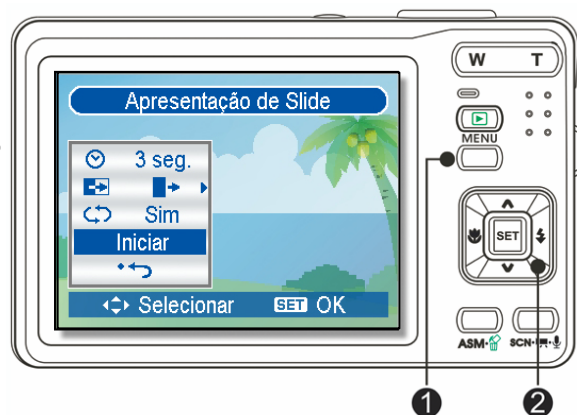 Apresentação de Slide
3 seg.
Sim
Iniciar
Selecionar SET OK
W T
MENU
SET
ASM
SCN
1
2